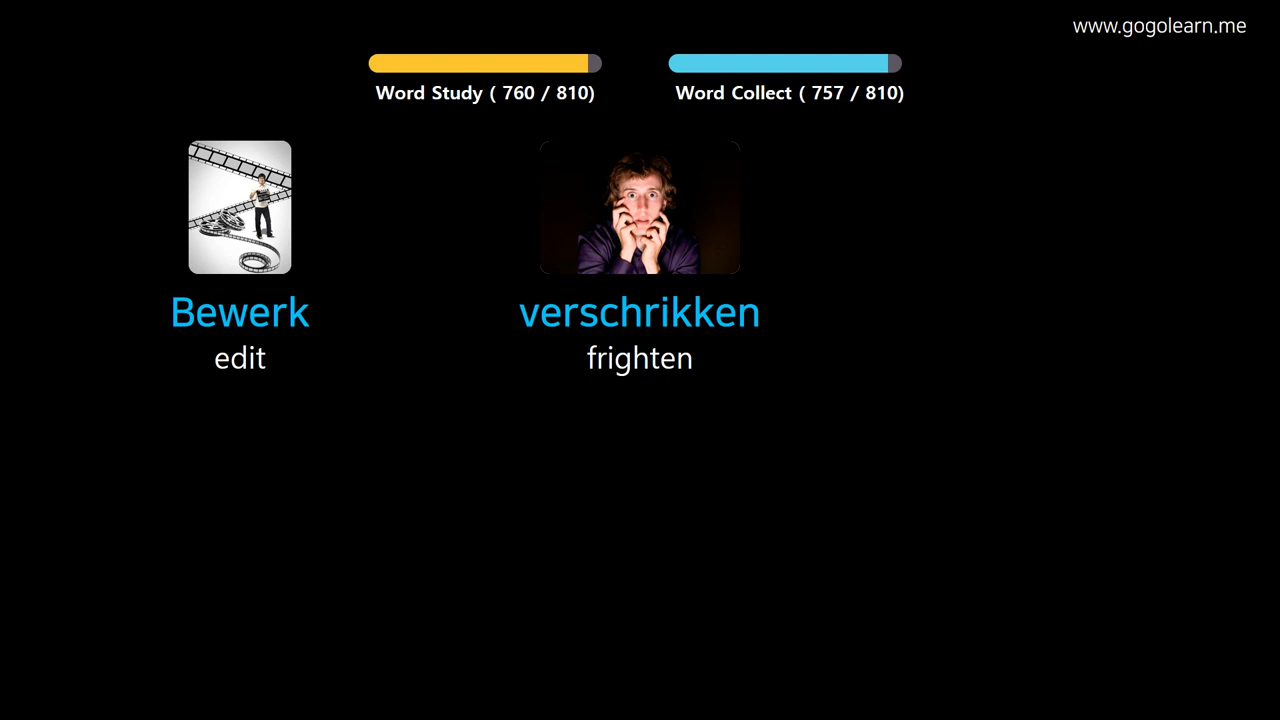 www.gogolearn.me
Word Study ( 760 / 810)
Word Collect ( 757 / 810)
Bewerk
edit
verschrikken
frighten